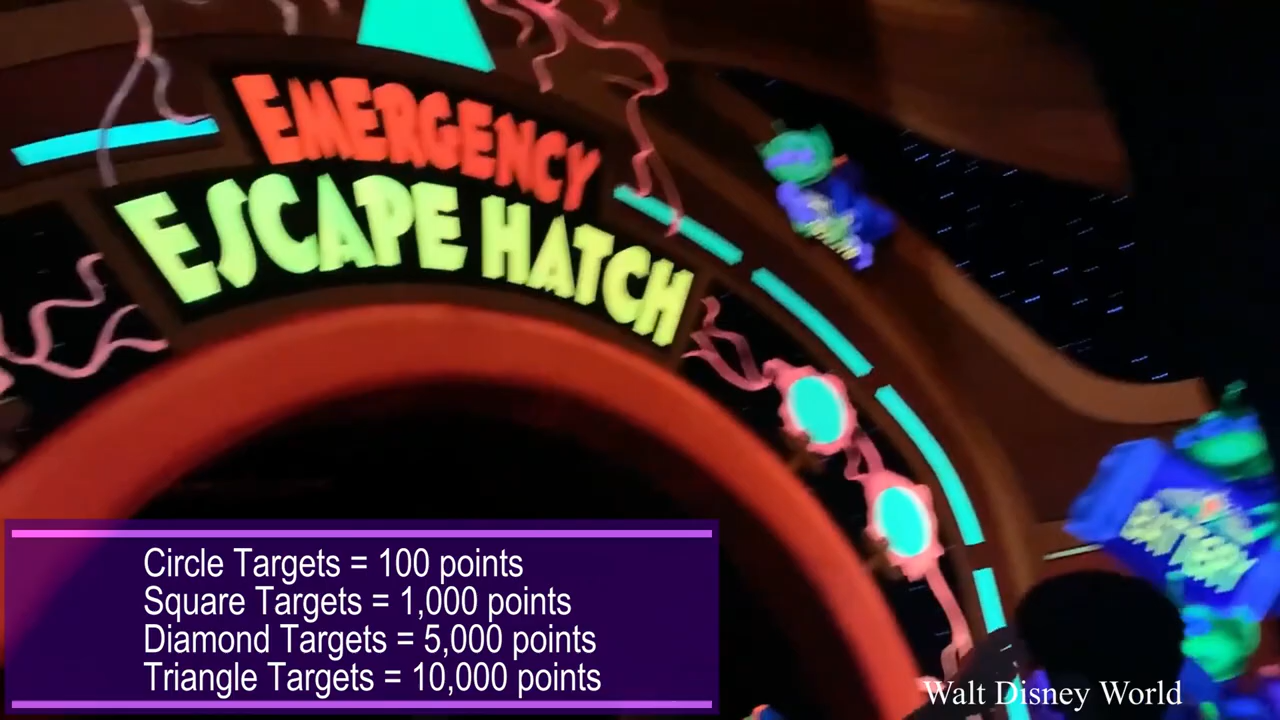 EMERGENCY
ESCAPE HATCH
BATTERY
Circle Targets = 100 points
Square Targets = 1,000 points
Diamond Targets = 5,000 points
Triangle Targets = 10,000 points
Walt Disney World